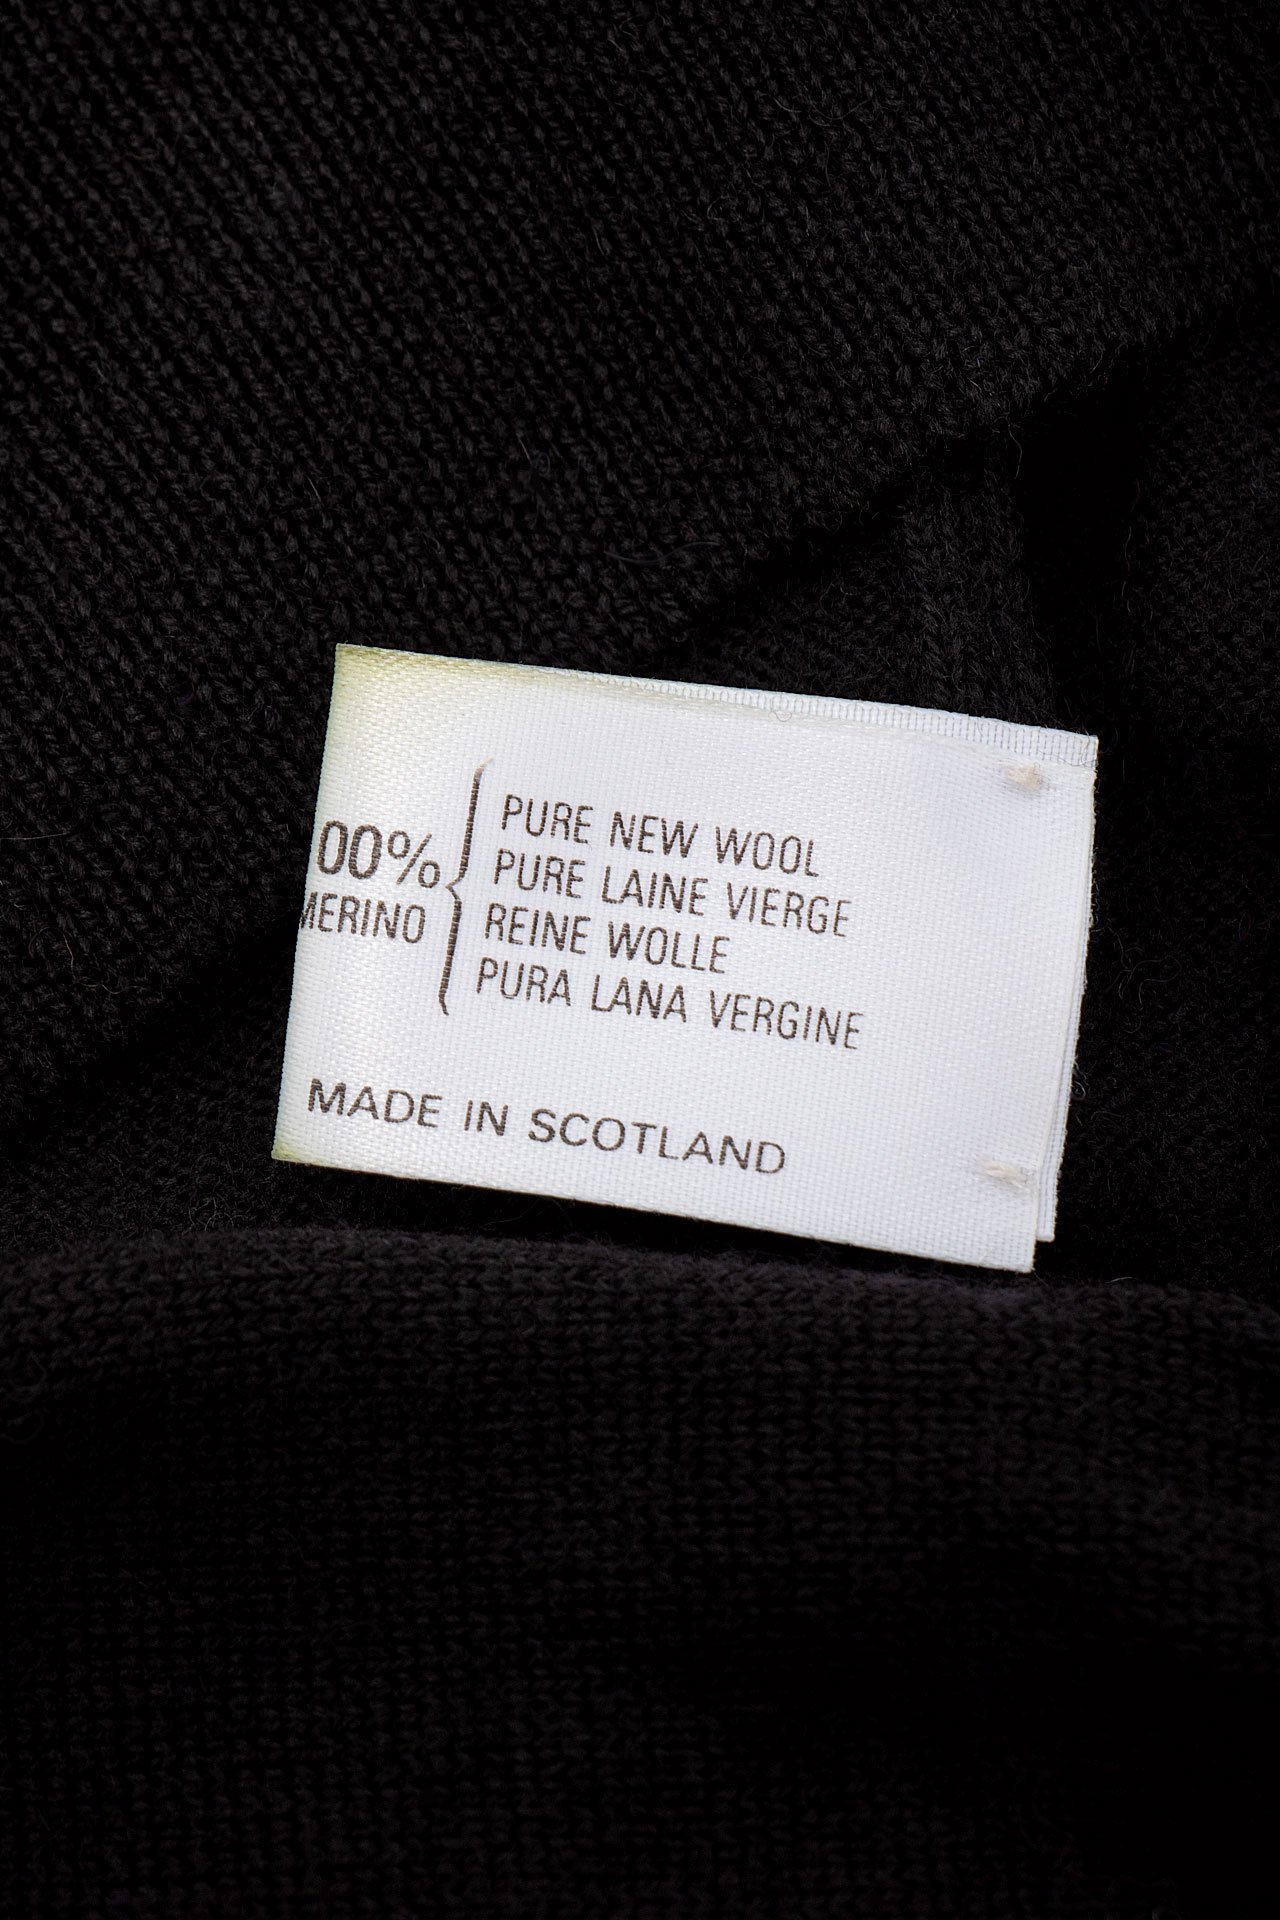 00%
MERINO
PURE NEW WOOL
PURE LAINE VIERGE
REINE WOLLE
PURA LANA VERGINE
MADE IN SCOTLAND